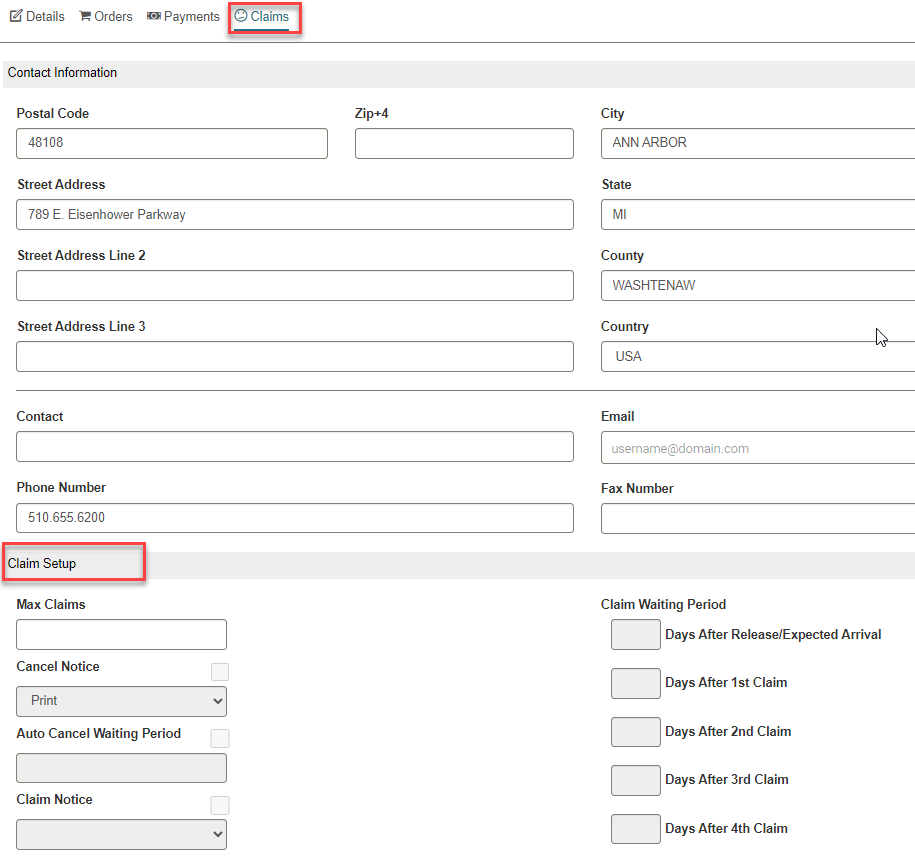 Details Orders Payments Claims
Contact Information
Postal Code Zip+4 City
48108 ANN ARBOR
Street Address State
789 E. Eisenhower Parkway MI
Street Address Line 2 County
WASHTENAW
Street Address Line 3 Country
USA
Contact Email
username@domain.com
Phone Number Fax Number
510.655.6200
Claim Setup
Max Claims Claim Waiting Period
Days After Release/Expected Arrival
Cancel Notice
Days After 1st Claim
Print
Auto Cancel Waiting Period Days After 2nd Claim
Days After 3rd Claim
Claim Notice
Days After 4th Claim